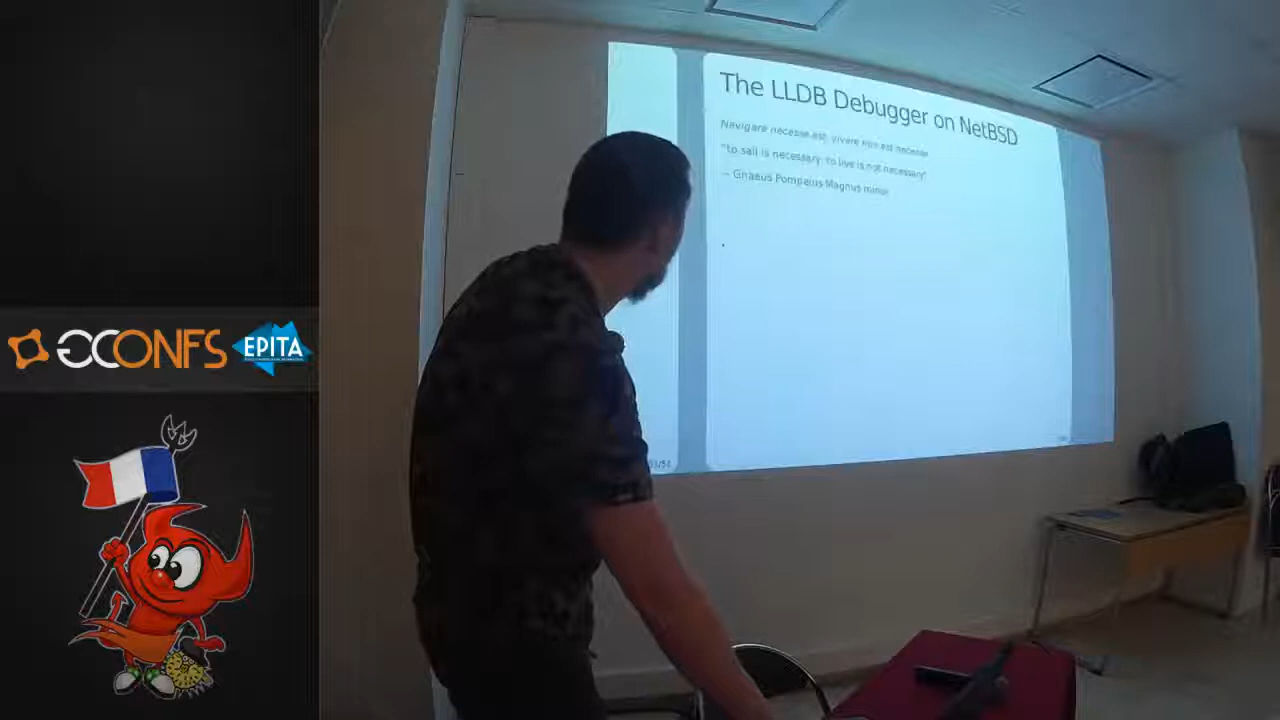 The LLDB Debugger on NetBSD
Navigare necesse est, vivere non est necesse
"to sail is necessary; to live is not necessary"
— Gnaeus Pompeius Magnus minor
GCONFS
EPITA